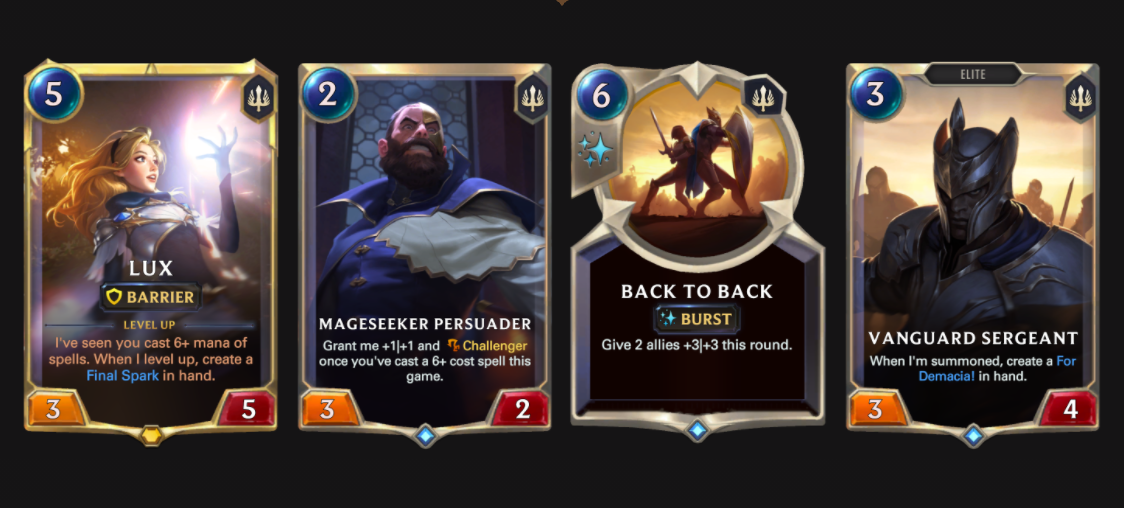 5
LUX
BARRIER
LEVEL UP
I've seen you cast 6+ mana of
spells. When I level up, create a
Final Spark in hand.
3
5
2
MAGESEEKER PERSUADER
Grant me +1|+1 and Challenger
once you've cast a 6+ cost spell this
game.
3
2
6
BACK TO BACK
BURST
Give 2 allies +3|+3 this round.
ELITE
3
VANGUARD SERGEANT
When I'm summoned, create a For
Demacia! in hand.
3
4